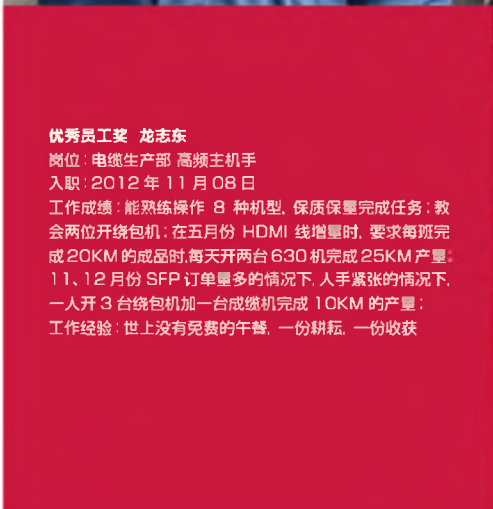 优秀员工奖 龙志东
岗位：电缆生产部 高频主机手
入职：2012 年 11 月 08 日
工作成绩：能熟练操作 8 种机型，保质保量完成任务；教
会两位开绕包机；在五月份 HDMI 线增量时，要求每班完
成 20KM 的成品时,每天开两台 630 机完成 25KM 产量；
11、12 月份 SFP 订单量多的情况下，人手紧张的情况下，
一人开 3 台绕包机加一台成缆机完成 10KM 的产量；
工作经验：世上没有免费的午餐，一份耕耘，一份收获